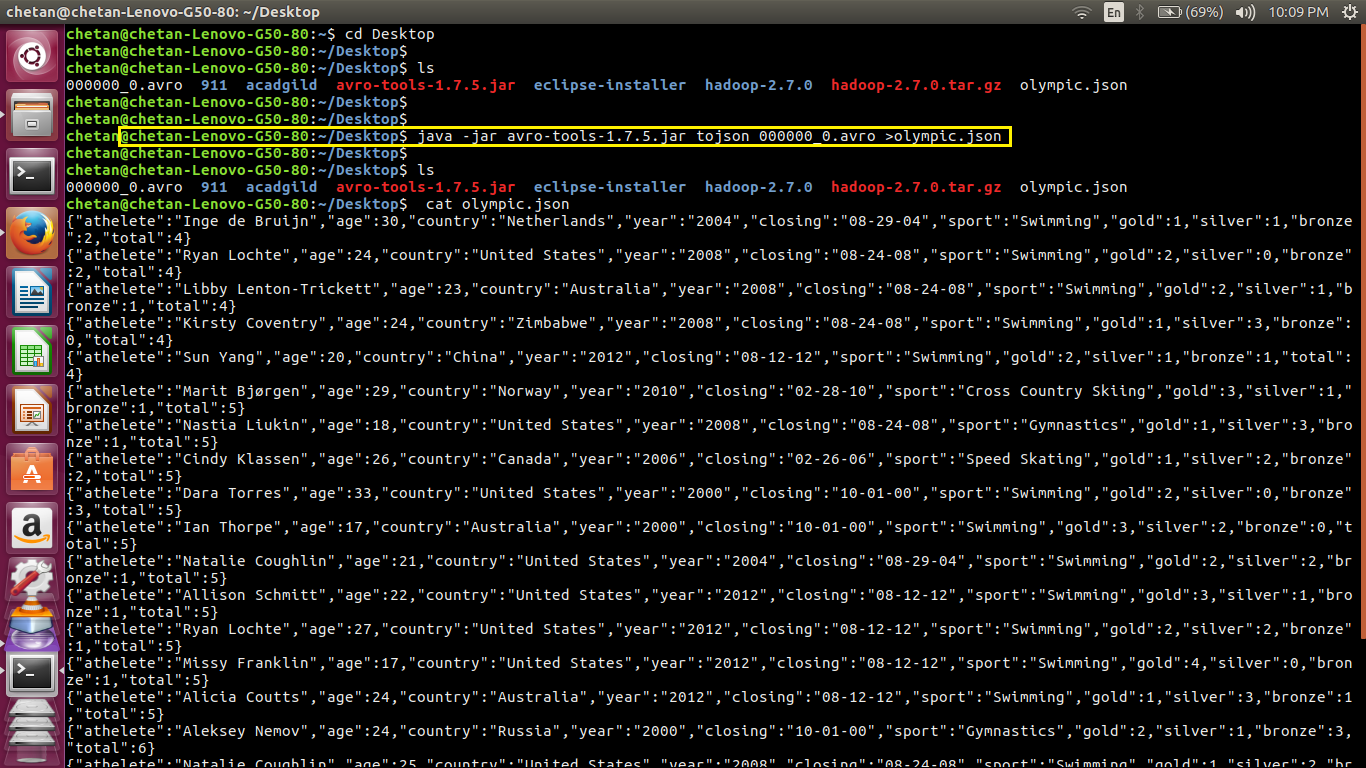 chetan@chetan-Lenovo-G50-80: ~/Desktop En (69%) 10:09 PM
chetan@chetan-Lenovo-G50-80:~$ cd Desktop
chetan@chetan-Lenovo-G50-80:~/Desktop$
chetan@chetan-Lenovo-G50-80:~/Desktop$ ls
000000_0.avro  911  acadgild  avro-tools-1.7.5.jar  eclipse-installer  hadoop-2.7.0  hadoop-2.7.0.tar.gz  olympic.json
chetan@chetan-Lenovo-G50-80:~/Desktop$
chetan@chetan-Lenovo-G50-80:~/Desktop$
chetan@chetan-Lenovo-G50-80:~/Desktop$ java -jar avro-tools-1.7.5.jar tojson 000000_0.avro >olympic.json
chetan@chetan-Lenovo-G50-80:~/Desktop$
chetan@chetan-Lenovo-G50-80:~/Desktop$ ls
000000_0.avro  911  acadgild  avro-tools-1.7.5.jar  eclipse-installer  hadoop-2.7.0  hadoop-2.7.0.tar.gz  olympic.json
chetan@chetan-Lenovo-G50-80:~/Desktop$  cat olympic.json
{"athelete":"Inge de Bruijn","age":30,"country":"Netherlands","year":"2004","closing":"08-29-04","sport":"Swimming","gold":1,"silver":1,"bronze
":2,"total":4}
{"athelete":"Ryan Lochte","age":24,"country":"United States","year":"2008","closing":"08-24-08","sport":"Swimming","gold":2,"silver":0,"bronze"
:2,"total":4}
{"athelete":"Libby Lenton-Trickett","age":23,"country":"Australia","year":"2008","closing":"08-24-08","sport":"Swimming","gold":2,"silver":1,"b
ronze":1,"total":4}
{"athelete":"Kirsty Coventry","age":24,"country":"Zimbabwe","year":"2008","closing":"08-24-08","sport":"Swimming","gold":1,"silver":3,"bronze":
0,"total":4}
{"athelete":"Sun Yang","age":20,"country":"China","year":"2012","closing":"08-12-12","sport":"Swimming","gold":2,"silver":1,"bronze":1,"total":
4}
{"athelete":"Marit Bjørgen","age":29,"country":"Norway","year":"2010","closing":"02-28-10","sport":"Cross Country Skiing","gold":3,"silver":1,"
bronze":1,"total":5}
{"athelete":"Nastia Liukin","age":18,"country":"United States","year":"2008","closing":"08-24-08","sport":"Gymnastics","gold":1,"silver":3,"bro
nze":1,"total":5}
{"athelete":"Cindy Klassen","age":26,"country":"Canada","year":"2006","closing":"02-26-06","sport":"Speed Skating","gold":1,"silver":2,"bronze"
:2,"total":5}
{"athelete":"Dara Torres","age":33,"country":"United States","year":"2000","closing":"10-01-00","sport":"Swimming","gold":2,"silver":0,"bronze"
:3,"total":5}
{"athelete":"Ian Thorpe","age":17,"country":"Australia","year":"2000","closing":"10-01-00","sport":"Swimming","gold":3,"silver":2,"bronze":0,"t
otal":5}
{"athelete":"Natalie Coughlin","age":21,"country":"United States","year":"2004","closing":"08-29-04","sport":"Swimming","gold":2,"silver":2,"br
onze":1,"total":5}
{"athelete":"Allison Schmitt","age":22,"country":"United States","year":"2012","closing":"08-12-12","sport":"Swimming","gold":3,"silver":1,"bro
nze":1,"total":5}
{"athelete":"Ryan Lochte","age":27,"country":"United States","year":"2012","closing":"08-12-12","sport":"Swimming","gold":2,"silver":2,"bronze"
:1,"total":5}
{"athelete":"Missy Franklin","age":17,"country":"United States","year":"2012","closing":"08-12-12","sport":"Swimming","gold":4,"silver":0,"bron
ze":1,"total":5}
{"athelete":"Alicia Coutts","age":24,"country":"Australia","year":"2012","closing":"08-12-12","sport":"Swimming","gold":1,"silver":3,"bronze":1
,"total":5}
{"athelete":"Aleksey Nemov","age":24,"country":"Russia","year":"2000","closing":"10-01-00","sport":"Gymnastics","gold":2,"silver":1,"bronze":3,
"total":6}
{"athelete":"Natalie Coughlin","age":25,"country":"United States","year":"2008","closing":"08-24-08","sport":"Swimming","gold":1,"silver":2,"br